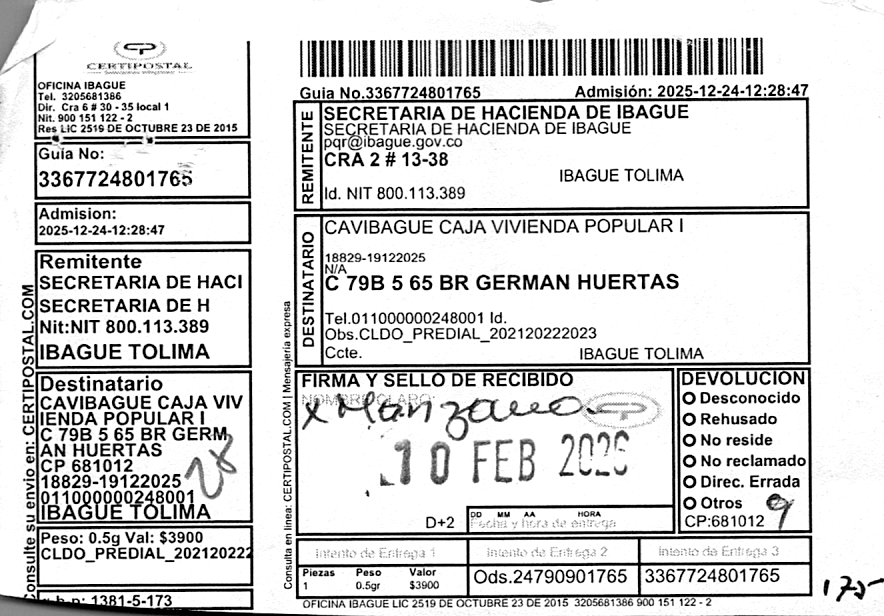 CERTIPOSTAL
OFICINA IBAGUE
Tel. 3205681386
Dir. Cra 6 # 30 - 35 local 1
Nit. 900 151 122 - 2
Res LIC 2519 DE OCTUBRE 23 DE 2015
Guia No:
3367724801765
Admision:
2025-12-24-12:28:47
Remitente
SECRETARIA DE HACI
SECRETARIA DE H
Nit:NIT 800.113.389
IBAGUE TOLIMA
Destinatario
CAVIBAGUE CAJA VIV
IENDA POPULAR I
C 79B 5 65 BR GERM
AN HUERTAS
CP 681012
18829-19122025
011000000248001
IBAGUE TOLIMA
28
Peso: 0.5g Val: $3900
CLDO_PREDIAL_202120222
1381-5-173
Consulte su envio en: CERTIPOSTAL.COM
Guia No.3367724801765 Admisión: 2025-12-24-12:28:47
REMITENTE
SECRETARIA DE HACIENDA DE IBAGUE
SECRETARIA DE HACIENDA DE IBAGUE
pqr@ibague.gov.co
CRA 2 # 13-38
IBAGUE TOLIMA
Id. NIT 800.113.389
DESTINATARIO
CAVIBAGUE CAJA VIVIENDA POPULAR I
18829-19122025
N/A
C 79B 5 65 BR GERMAN HUERTAS
Tel.011000000248001 Id.
Obs.CLDO_PREDIAL_202120222023
Ccte. IBAGUE TOLIMA
Consulta en linea: CERTIPOSTAL.COM | Mensajeria expresa
FIRMA Y SELLO DE RECIBIDO
NOMBRE CLARO
x Manzano
10 FEB 2026
D+2
DD MM AA HORA
Fecha y hora de entrega
DEVOLUCION
Desconocido
Rehusado
No reside
No reclamado
Direc. Errada
Otros
CP:681012
9
Intento de Entrega 1
Intento de Entrega 2
Intento de Entrega 3
Piezas Peso Valor
1 0.5gr $3900
Ods.24790901765
3367724801765
175
OFICINA IBAGUE LIC 2519 DE OCTUBRE 23 DE 2015 3205681386 900 151 122 - 2